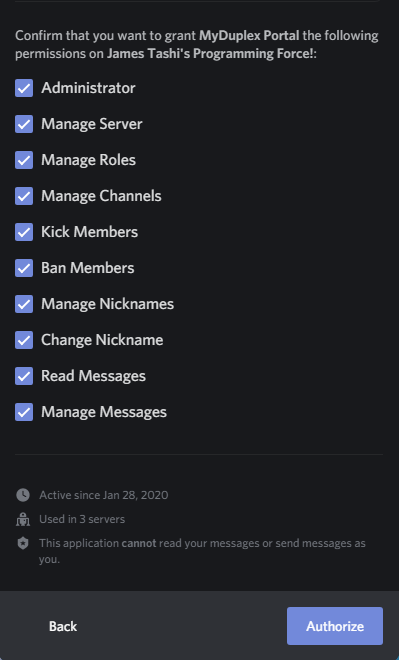 Confirm that you want to grant MyDuplex Portal the following
permissions on James Tashi's Programming Force!:
Administrator
Manage Server
Manage Roles
Manage Channels
Kick Members
Ban Members
Manage Nicknames
Change Nickname
Read Messages
Manage Messages
Active since Jan 28, 2020
Used in 3 servers
This application cannot read your messages or send messages as
you.
Back
Authorize